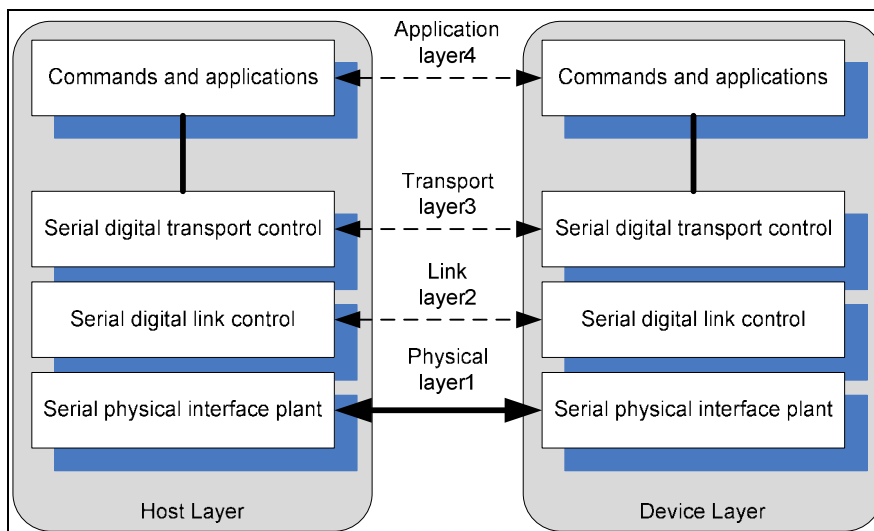 Application
layer4
Commands and applications
Commands and applications
Transport
layer3
Serial digital transport control
Serial digital transport control
Link
layer2
Serial digital link control
Serial digital link control
Physical
layer1
Serial physical interface plant
Serial physical interface plant
Host Layer
Device Layer